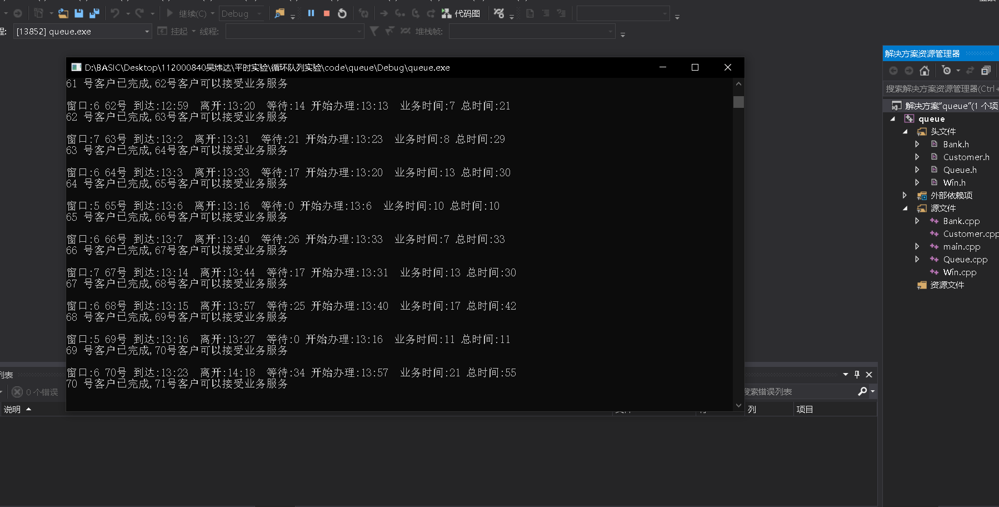 继续(C)
Debug
代码图
程:
[13852] queue.exe
挂起
线程:
堆栈帧:
D:\BASIC\Desktop\112000840吴炜达\平时实验\循环队列实验\code\queue\Debug\queue.exe
61 号客户已完成,62号客户可以接受业务服务
窗口:6 62号 到达:12:59 离开:13:20 等待:14 开始办理:13:13 业务时间:7 总时间:21
62 号客户已完成,63号客户可以接受业务服务
窗口:7 63号 到达:13:2 离开:13:31 等待:21 开始办理:13:23 业务时间:8 总时间:29
63 号客户已完成,64号客户可以接受业务服务
窗口:6 64号 到达:13:3 离开:13:33 等待:17 开始办理:13:20 业务时间:13 总时间:30
64 号客户已完成,65号客户可以接受业务服务
窗口:5 65号 到达:13:6 离开:13:16 等待:0 开始办理:13:6 业务时间:10 总时间:10
65 号客户已完成,66号客户可以接受业务服务
窗口:6 66号 到达:13:7 离开:13:40 等待:26 开始办理:13:33 业务时间:7 总时间:33
66 号客户已完成,67号客户可以接受业务服务
窗口:7 67号 到达:13:14 离开:13:44 等待:17 开始办理:13:31 业务时间:13 总时间:30
67 号客户已完成,68号客户可以接受业务服务
窗口:6 68号 到达:13:15 离开:13:57 等待:25 开始办理:13:40 业务时间:17 总时间:42
68 号客户已完成,69号客户可以接受业务服务
窗口:5 69号 到达:13:16 离开:13:27 等待:0 开始办理:13:16 业务时间:11 总时间:11
69 号客户已完成,70号客户可以接受业务服务
窗口:6 70号 到达:13:23 离开:14:18 等待:34 开始办理:13:57 业务时间:21 总时间:55
70 号客户已完成,71号客户可以接受业务服务
列表
0 个错误
搜索错误列表
说明
列
项目
解决方案资源管理器
搜索解决方案资源管理器(Ctrl+
解决方案"queue"(1 个项
queue
头文件
Bank.h
Customer.h
Queue.h
Win.h
外部依赖项
源文件
Bank.cpp
Customer.cpp
main.cpp
Queue.cpp
Win.cpp
资源文件